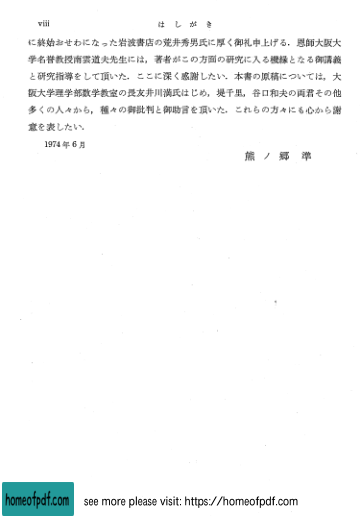 viii
はしがき
に終始おせわになった岩波書店の荒井秀男氏に厚く御礼申上げる．恩師大阪大
学名誉教授南雲道夫先生には，著者がこの方面の研究に入る機縁となる御講義
と研究指導をして頂いた．ここに深く感謝したい．本書の原稿については，大
阪大学理学部数学教室の長友井川満氏はじめ，堤千里，谷口和夫の両君その他
多くの人々から，種々の御批判と御助言を頂いた．これらの方々にも心から謝
意を表したい．
1974年6月
熊ノ郷 準
homeofpdf.com
see more please visit: https://homeofpdf.com